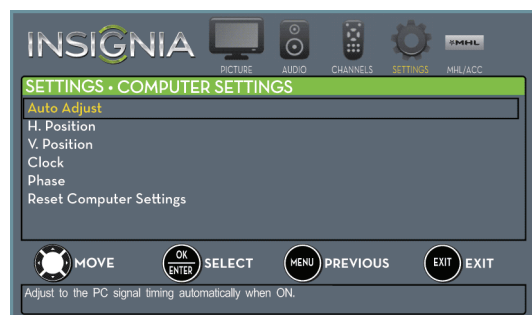 INSIGNIA
MHL
PICTURE AUDIO CHANNELS SETTINGS MHL/ACC
SETTINGS • COMPUTER SETTINGS
Auto Adjust
H. Position
V. Position
Clock
Phase
Reset Computer Settings
MOVE OK ENTER SELECT MENU PREVIOUS EXIT EXIT
Adjust to the PC signal timing automatically when ON.